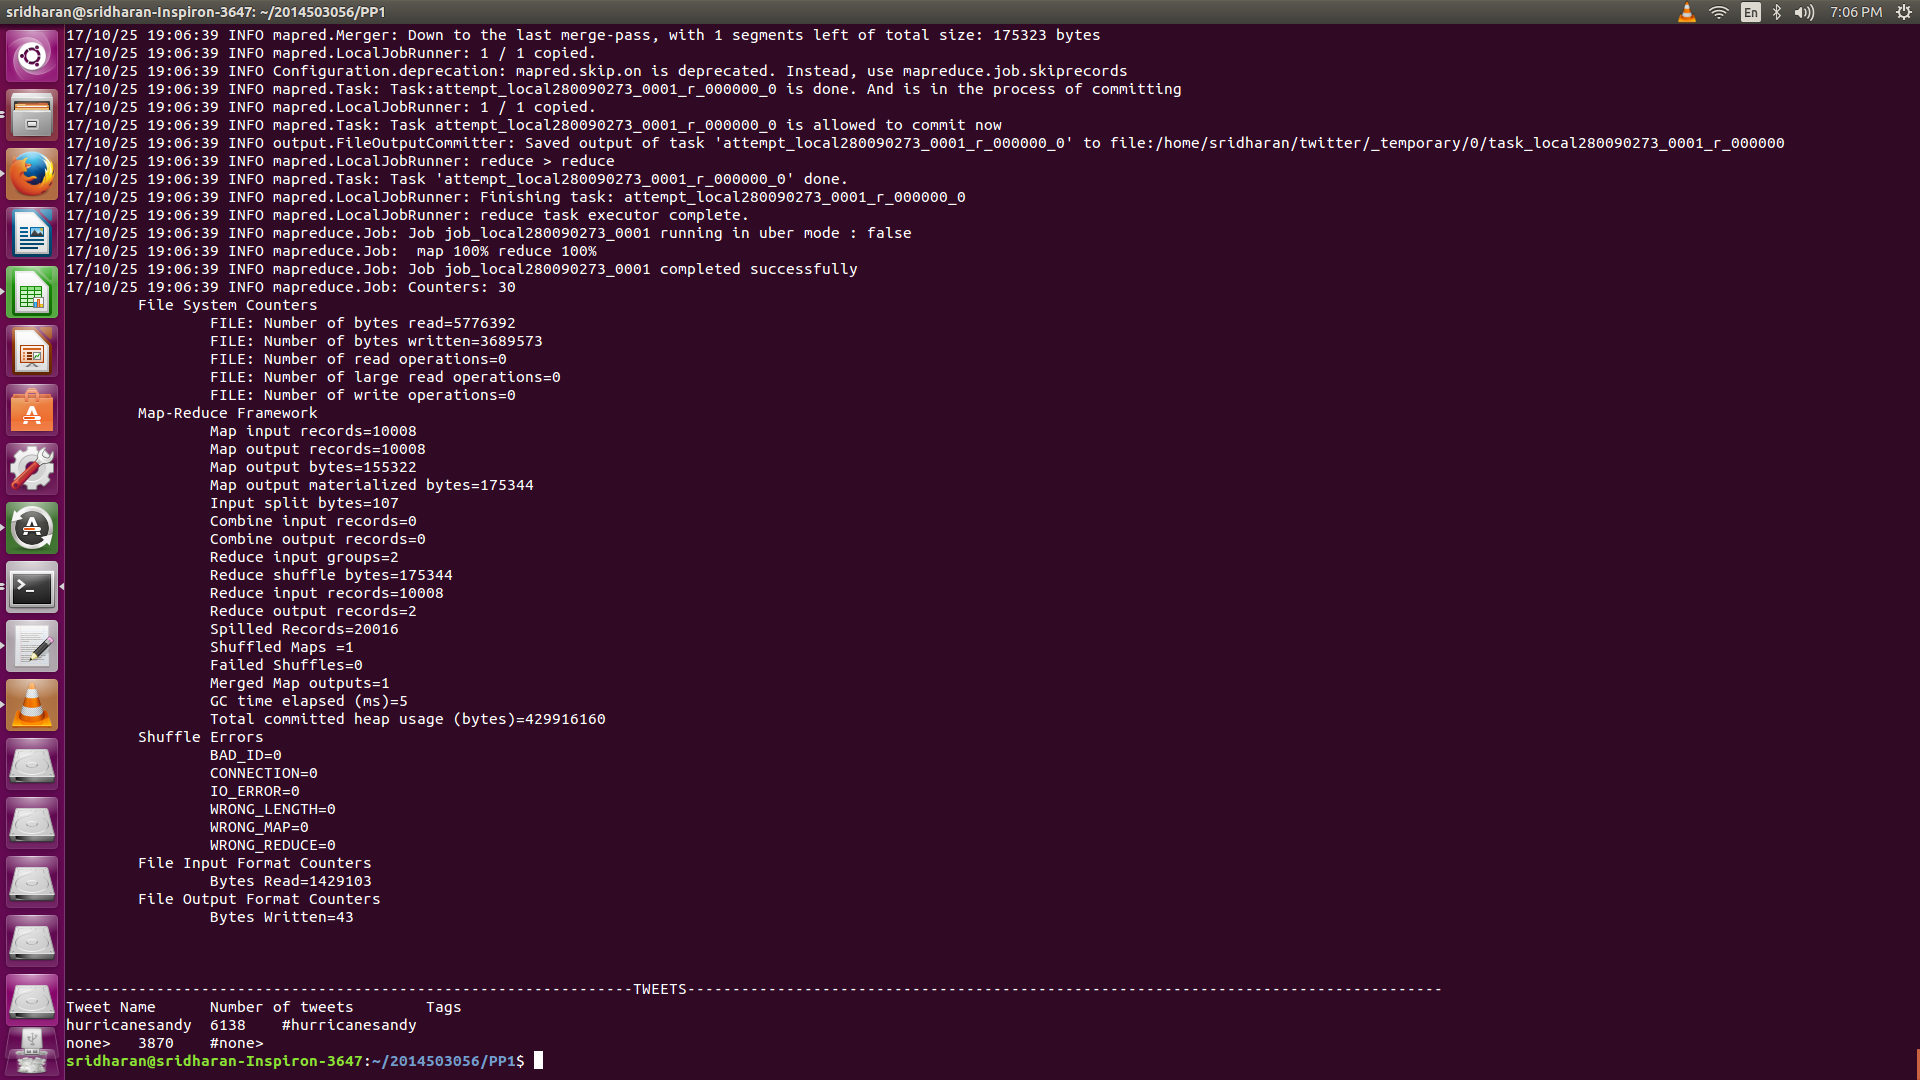 sridharan@sridharan-Inspiron-3647: ~/2014503056/PP1
En
7:06 PM
17/10/25 19:06:39 INFO mapred.Merger: Down to the last merge-pass, with 1 segments left of total size: 175323 bytes
17/10/25 19:06:39 INFO mapred.LocalJobRunner: 1 / 1 copied.
17/10/25 19:06:39 INFO Configuration.deprecation: mapred.skip.on is deprecated. Instead, use mapreduce.job.skiprecords
17/10/25 19:06:39 INFO mapred.Task: Task:attempt_local280090273_0001_r_000000_0 is done. And is in the process of committing
17/10/25 19:06:39 INFO mapred.LocalJobRunner: 1 / 1 copied.
17/10/25 19:06:39 INFO mapred.Task: Task attempt_local280090273_0001_r_000000_0 is allowed to commit now
17/10/25 19:06:39 INFO output.FileOutputCommitter: Saved output of task 'attempt_local280090273_0001_r_000000_0' to file:/home/sridharan/twitter/_temporary/0/task_local280090273_0001_r_000000
17/10/25 19:06:39 INFO mapred.LocalJobRunner: reduce > reduce
17/10/25 19:06:39 INFO mapred.Task: Task 'attempt_local280090273_0001_r_000000_0' done.
17/10/25 19:06:39 INFO mapred.LocalJobRunner: Finishing task: attempt_local280090273_0001_r_000000_0
17/10/25 19:06:39 INFO mapred.LocalJobRunner: reduce task executor complete.
17/10/25 19:06:39 INFO mapreduce.Job: Job job_local280090273_0001 running in uber mode : false
17/10/25 19:06:39 INFO mapreduce.Job:  map 100% reduce 100%
17/10/25 19:06:39 INFO mapreduce.Job: Job job_local280090273_0001 completed successfully
17/10/25 19:06:39 INFO mapreduce.Job: Counters: 30
File System Counters
FILE: Number of bytes read=5776392
FILE: Number of bytes written=3689573
FILE: Number of read operations=0
FILE: Number of large read operations=0
FILE: Number of write operations=0
Map-Reduce Framework
Map input records=10008
Map output records=10008
Map output bytes=155322
Map output materialized bytes=175344
Input split bytes=107
Combine input records=0
Combine output records=0
Reduce input groups=2
Reduce shuffle bytes=175344
Reduce input records=10008
Reduce output records=2
Spilled Records=20016
Shuffled Maps =1
Failed Shuffles=0
Merged Map outputs=1
GC time elapsed (ms)=5
Total committed heap usage (bytes)=429916160
Shuffle Errors
BAD_ID=0
CONNECTION=0
IO_ERROR=0
WRONG_LENGTH=0
WRONG_MAP=0
WRONG_REDUCE=0
File Input Format Counters
Bytes Read=1429103
File Output Format Counters
Bytes Written=43
---------------------------------------------------------------TWEETS------------------------------------------------------------------------------------
Tweet Name      Number of tweets        Tags
hurricanesandy  6138    #hurricanesandy
none>   3870    #none>
sridharan@sridharan-Inspiron-3647:~/2014503056/PP1$